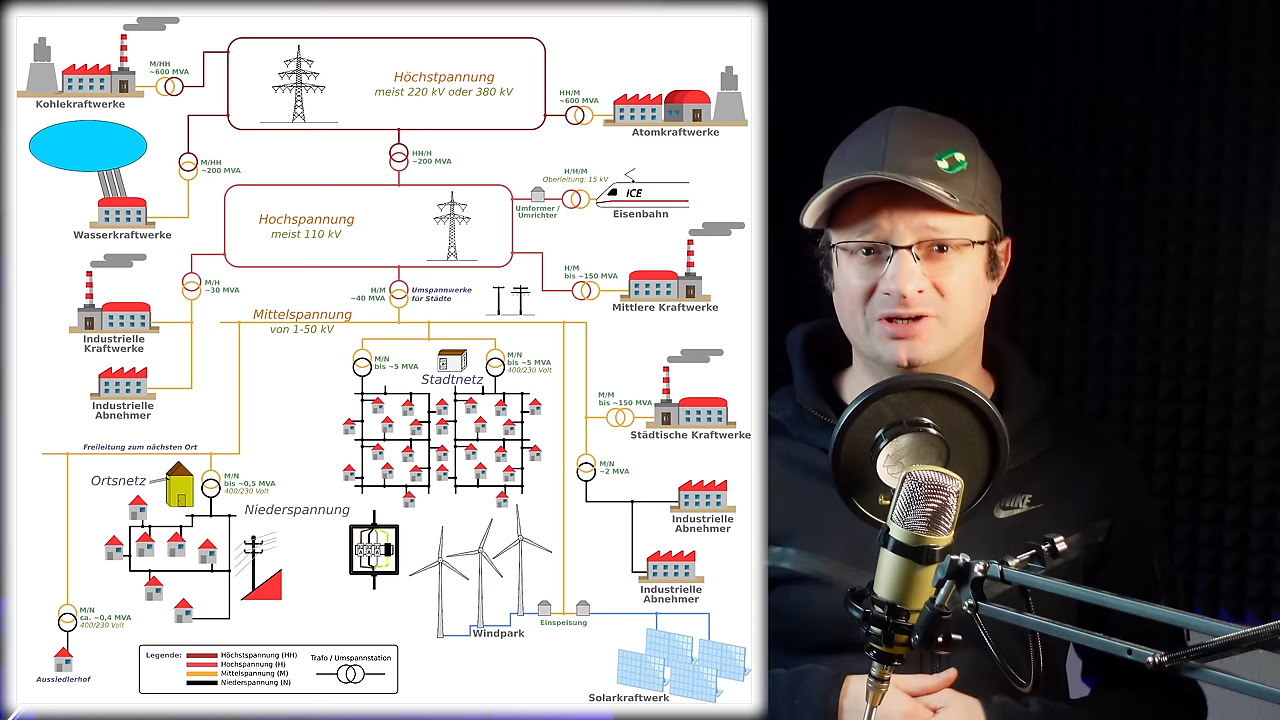 M/HH
~600 MVA
Kohlekraftwerke
Höchstpannung
meist 220 kV oder 380 kV
HH/M
~600 MVA
Atomkraftwerke
M/HH
~200 MVA
Wasserkraftwerke
HH/H
~200 MVA
H/H/M
Oberleitung: 15 kV
ICE
Umformer /
Umrichter
Eisenbahn
Hochspannung
meist 110 kV
M/H
~30 MVA
H/M
~40 MVA
Umspannwerke
für Städte
H/M
bis ~150 MVA
Mittlere Kraftwerke
Industrielle
Kraftwerke
Mittelspannung
von 1-50 kV
Industrielle
Abnehmer
M/N
bis ~5 MVA
M/N
bis ~5 MVA
400/230 Volt
Stadtnetz
M/M
bis ~150 MVA
Städtische Kraftwerke
Freileitung zum nächsten Ort
Ortsnetz
M/N
bis ~0,5 MVA
400/230 Volt
Niederspannung
M/N
~2 MVA
Industrielle
Abnehmer
Industrielle
Abnehmer
M/N
ca. ~0,4 MVA
400/230 Volt
Aussiedlerhof
Windpark
Einspeisung
Solarkraftwerk
Legende:
Höchstspannung (HH)
Hochspannung (H)
Mittelspannung (M)
Niederspannung (N)
Trafo / Umspannstation
NIKE